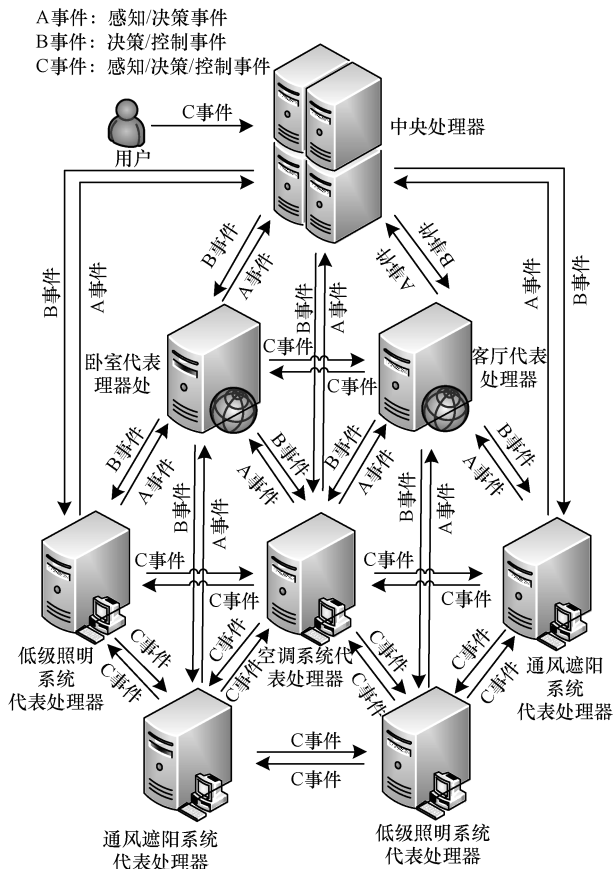 A事件：感知/决策事件
B事件：决策/控制事件
C事件：感知/决策/控制事件
C事件
用户
中央处理器
B事件
A事件
B事件
A事件
B事件
A事件
A事件
B事件
A事件
B事件
卧室代表
理器处
C事件
C事件
客厅代表
处理器
B事件
A事件
B事件
A事件
B事件
A事件
B事件
A事件
B事件
A事件
B事件
A事件
C事件
C事件
C事件
C事件
低级照明
系统
代表处理器
C事件
C事件
C事件
C事件
空调系统代
表处理器
C事件
C事件
C事件
C事件
通风遮阳
系统
代表处理器
C事件
C事件
通风遮阳系统
代表处理器
低级照明系统
代表处理器